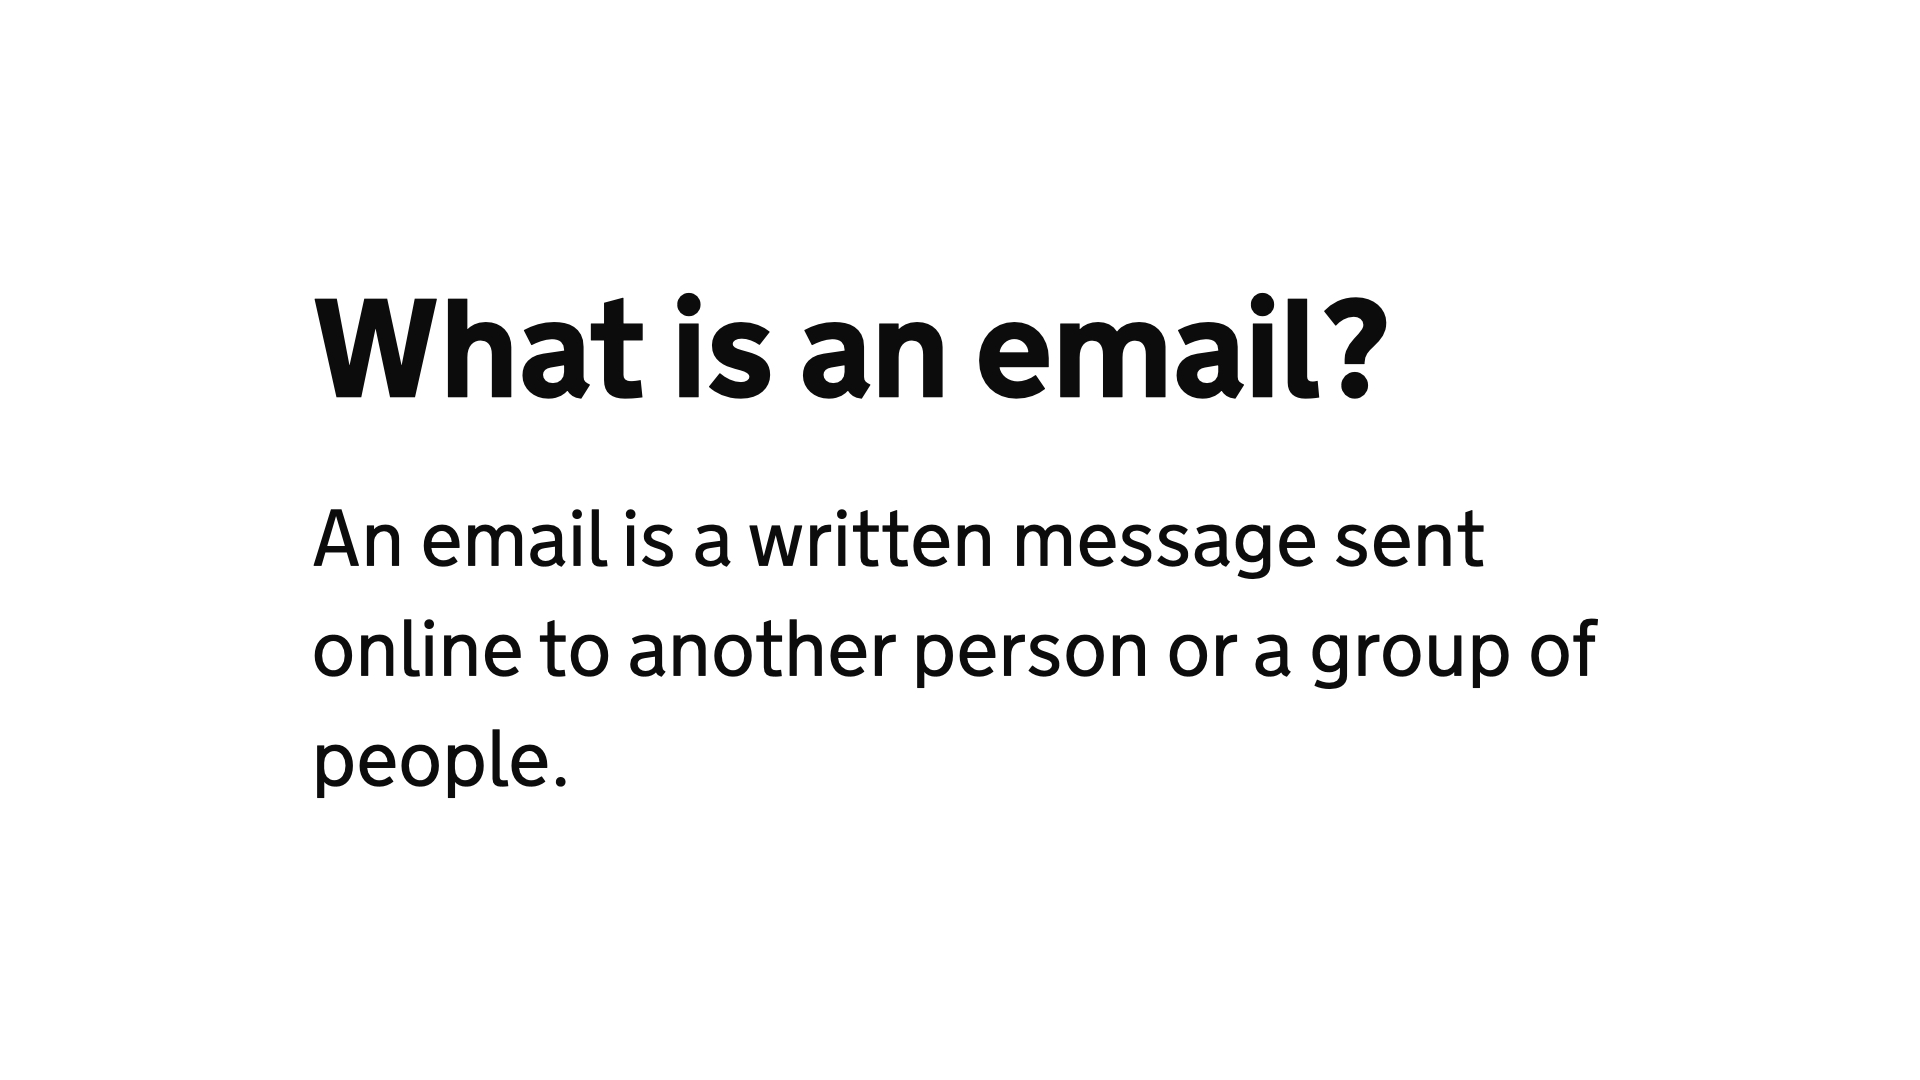 What is an email?
An email is a written message sent
online to another person or a group of
people.